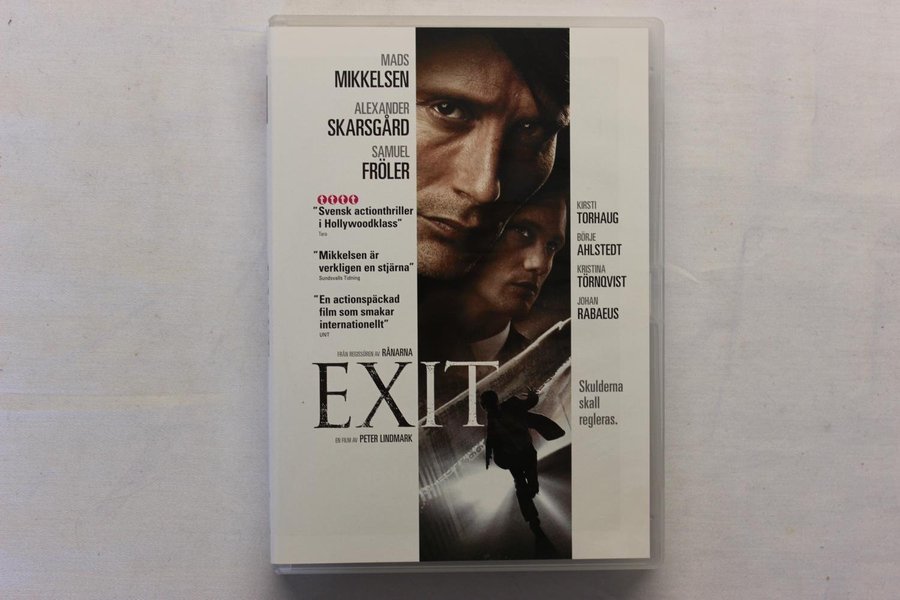 MADS
MIKKELSEN
ALEXANDER
SKARSGÅRD
SAMUEL
FRÖLER
tttt
"Svensk actionthriller
i Hollywoodklass"
Tara
"Mikkelsen är
verkligen en stjärna"
Sundsvalls Tidning
"En actionspäckad
film som smakar
internationellt"
UNT
FRÅN REGISSÖREN AV RÅNARNA
EXIT
EN FILM AV PETER LINDMARK
KIRSTI
TORHAUG
BÖRJE
AHLSTEDT
KRISTINA
TÖRNQVIST
JOHAN
RABAEUS
Skulderna
skall
regleras.